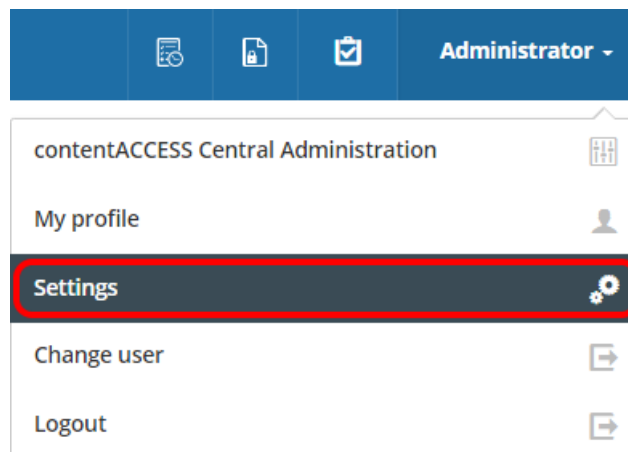 Administrator
contentACCESS Central Administration
My profile
Settings
Change user
Logout